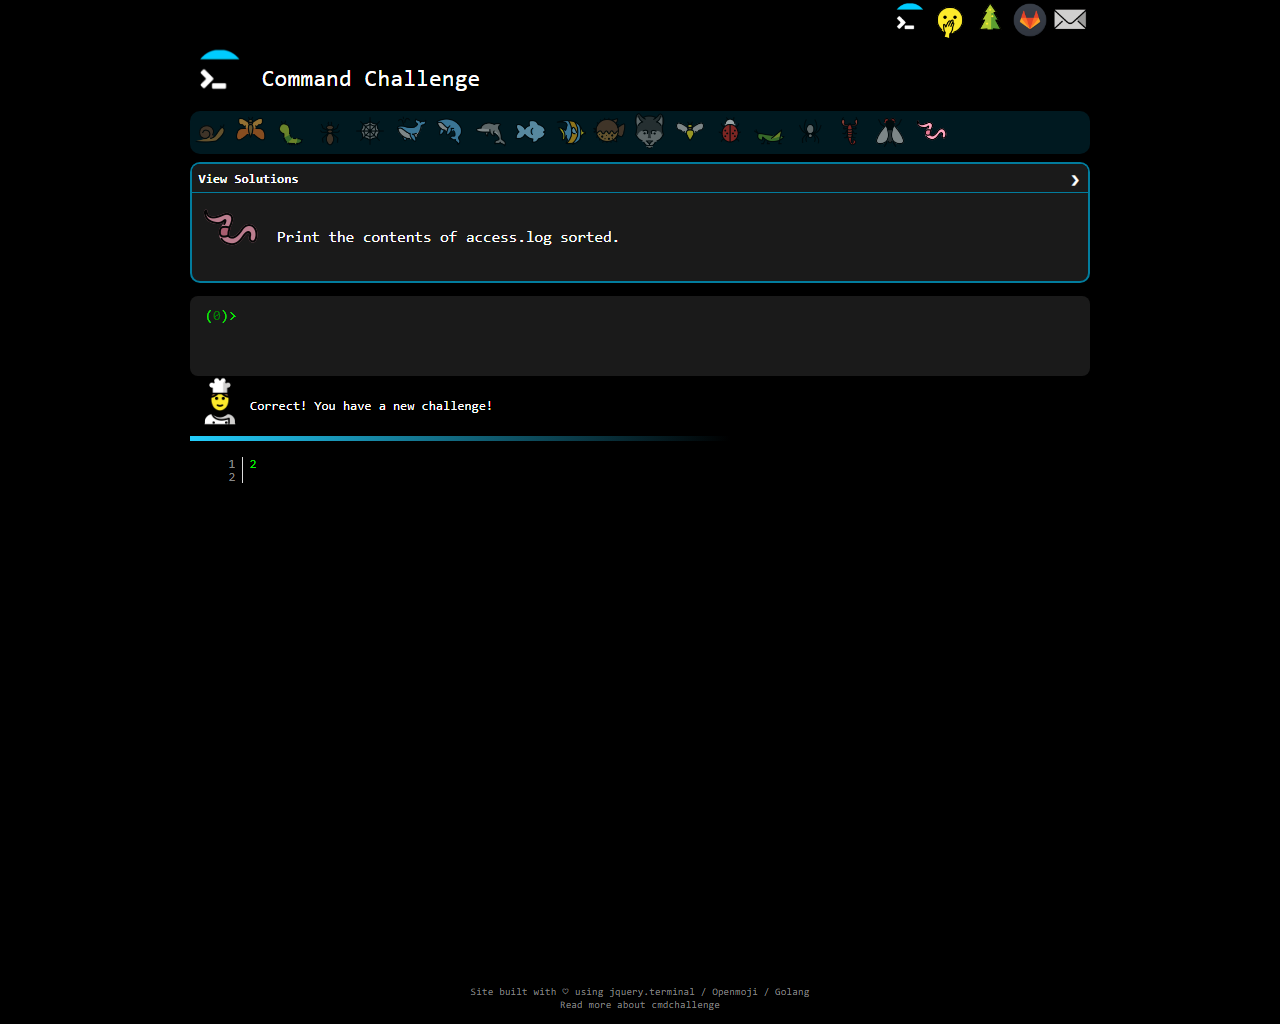 Command Challenge
View Solutions
Print the contents of access.log sorted.
(0)>
Correct! You have a new challenge!
1 2
2
Site built with ♡ using jquery.terminal / Openmoji / Golang
Read more about cmdchallenge